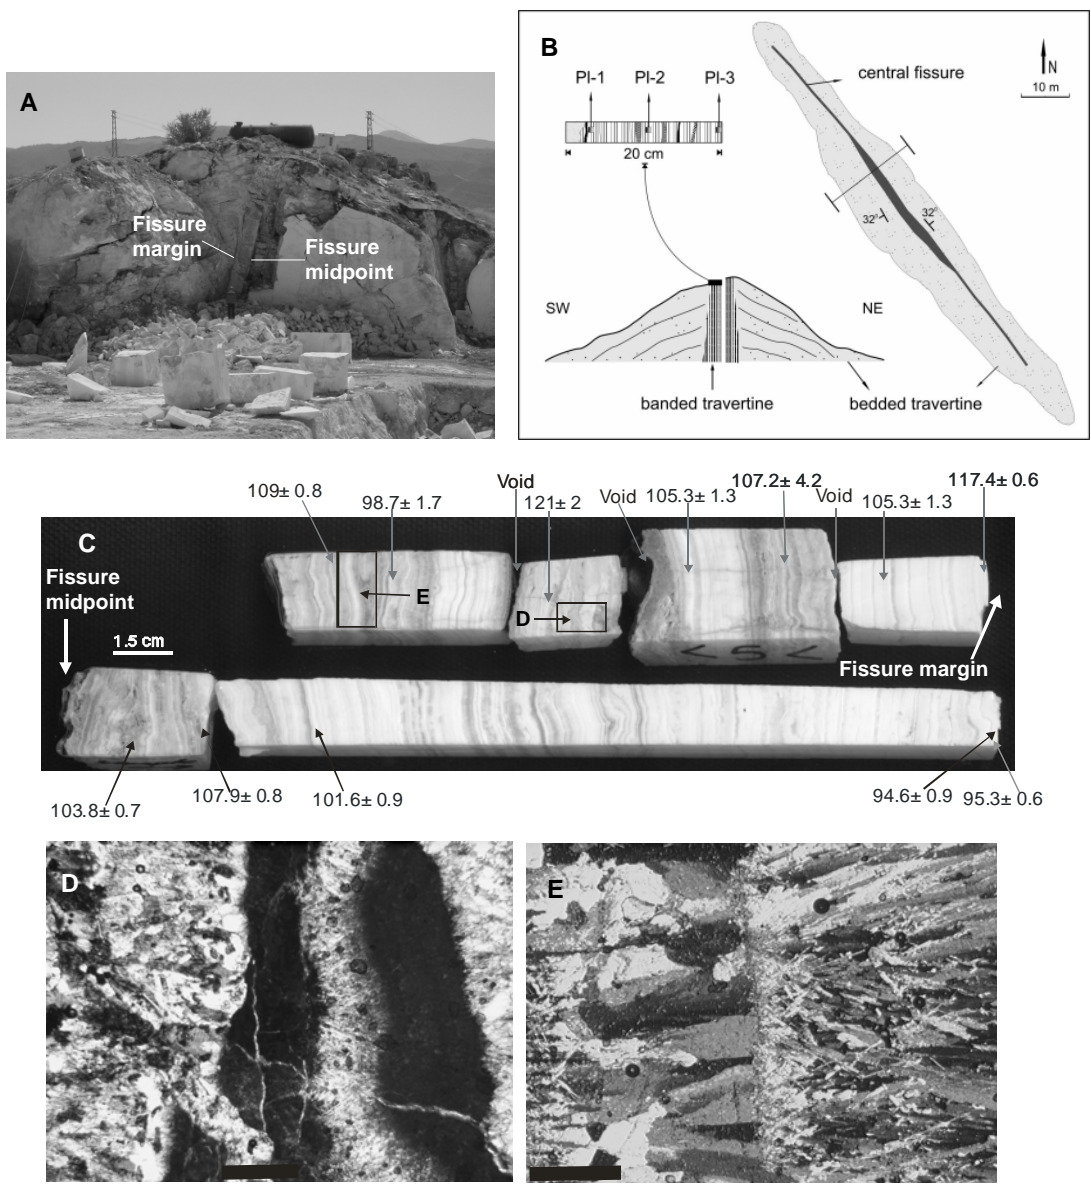 A
Fissure
margin
Fissure
midpoint
B
PI-1
PI-2
PI-3
20 cm
central fissure
N
10 m
32°
32°
SW
NE
banded travertine
bedded travertine
C
109± 0.8
98.7± 1.7
Void
121± 2
Void
105.3± 1.3
107.2± 4.2
Void
105.3± 1.3
117.4± 0.6
Fissure
midpoint
1.5 cm
E
D
< 5 <
Fissure margin
103.8± 0.7
107.9± 0.8
101.6± 0.9
94.6± 0.9
95.3± 0.6
D
E